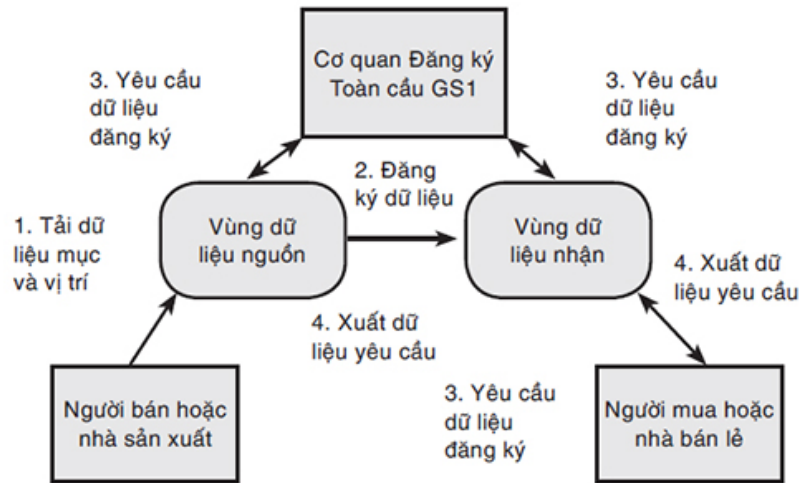 Cơ quan Đăng ký
Toàn cầu GS1
3. Yêu cầu
dữ liệu
đăng ký
3. Yêu cầu
dữ liệu
đăng ký
2. Đăng
ký dữ liệu
1. Tải dữ
liệu mục
và vị trí
Vùng dữ
liệu nguồn
Vùng dữ
liệu nhận
4. Xuất dữ
liệu yêu cầu
4. Xuất dữ
liệu yêu cầu
Người bán hoặc
nhà sản xuất
3. Yêu cầu
dữ liệu
đăng ký
Người mua hoặc
nhà bán lẻ